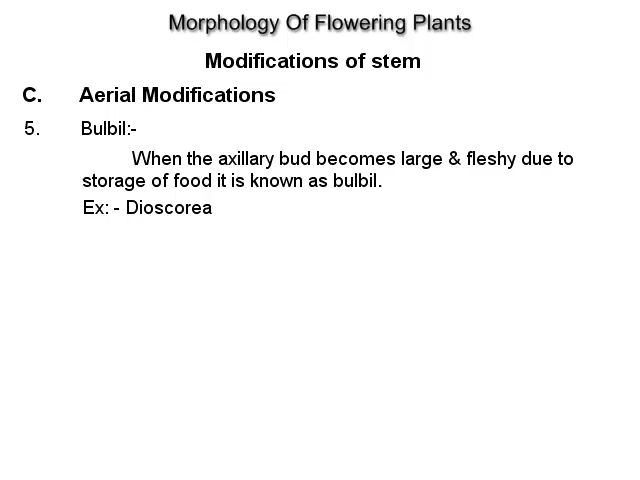 Morphology Of Flowering Plants
Modifications of stem
C. Aerial Modifications
5. Bulbil:-
When the axillary bud becomes large & fleshy due to
storage of food it is known as bulbil.
Ex: - Dioscorea